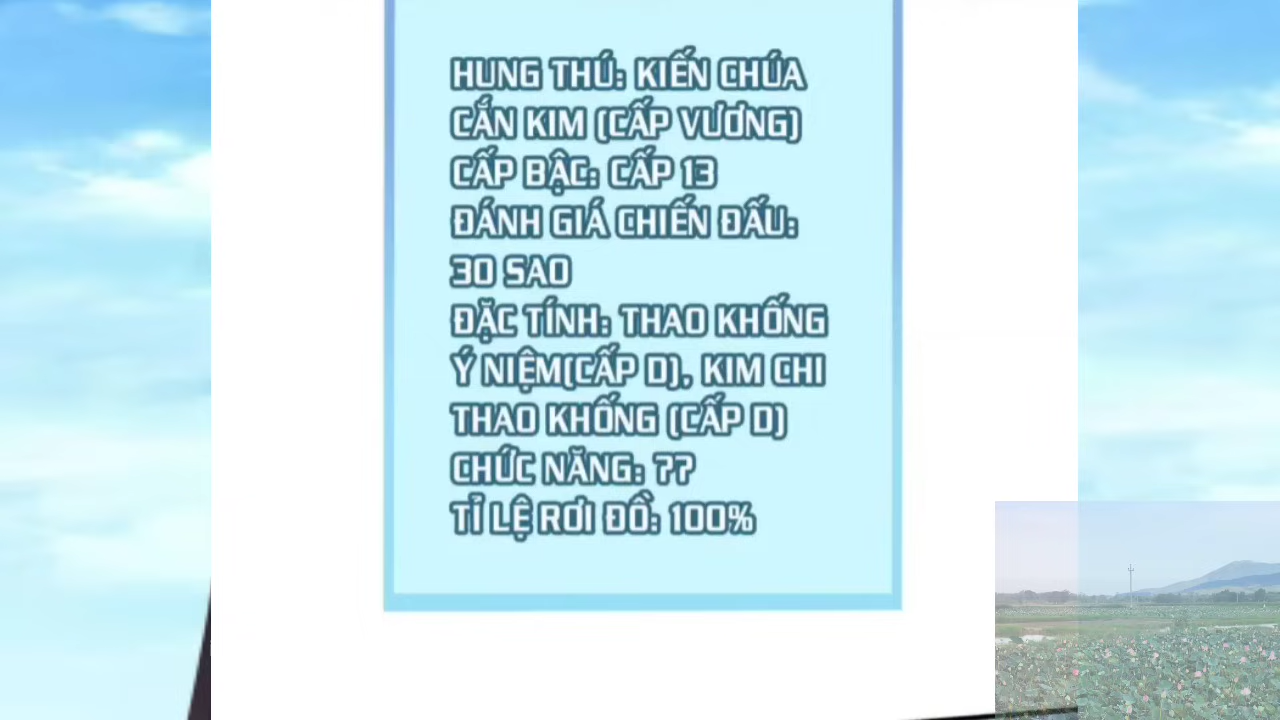 HUNG THÚ: KIẾN CHÚA
CẮN KIM (CẤP VƯƠNG)
CẤP BẬC: CẤP 13
ĐÁNH GIÁ CHIẾN ĐẤU:
30 SAO
ĐẶC TÍNH: THAO KHỐNG
Ý NIỆM(CẤP D), KIM CHI
THAO KHỐNG (CẤP D)
CHỨC NĂNG: ??
TỈ LỆ RƠI ĐỒ: 100%